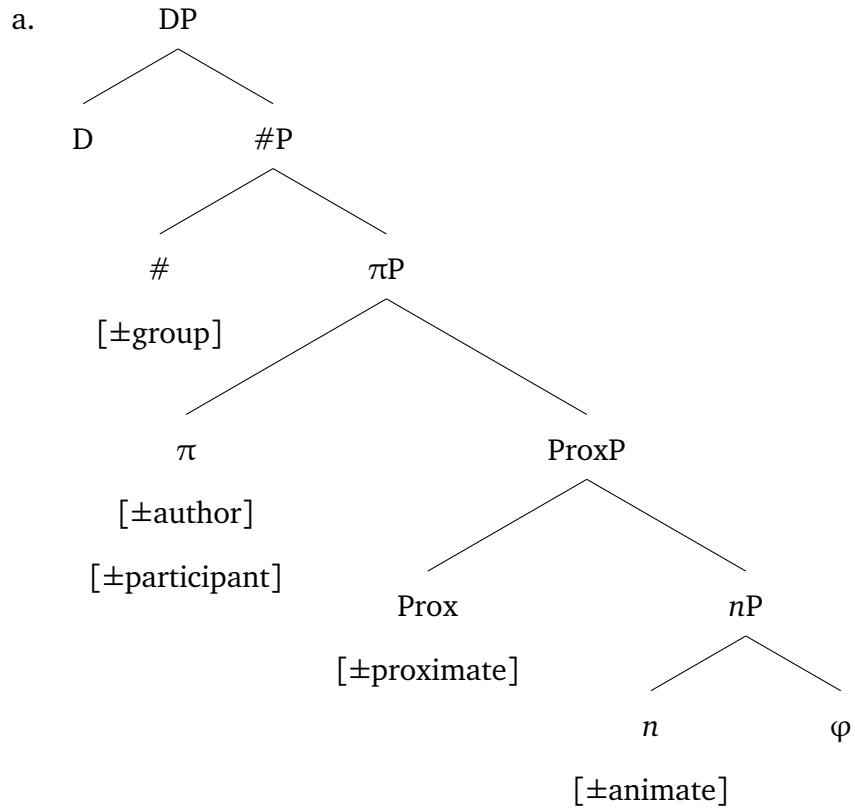 a. DP
D #P
# πP
[±group]
π ProxP
[±author]
[±participant]
Prox nP
[±proximate]
n φ
[±animate]